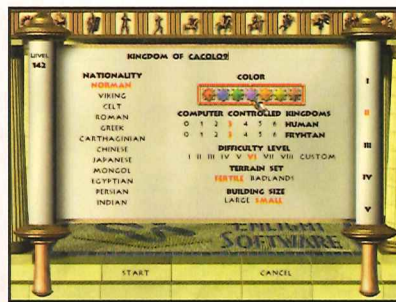 LEVEL
142
KINGDOM OF CACOLO9
NATIONALITY
NORMAN
VIKING
CELT
ROMAN
GREEK
CARTHAGINIAN
CHINESE
JAPANESE
MONGOL
EGYPTIAN
PERSIAN
INDIAN
COLOR
COMPUTER CONTROLLED KINGDOMS
0 1 2 3 4 5 6 HUMAN
0 1 2 3 4 5 6 FRYHTAN
DIFFICULTY LEVEL
I II III IV V VI VII VIII CUSTOM
TERRAIN SET
FERTILE BADLANDS
BUILDING SIZE
LARGE SMALL
I
II
III
IV
V
ENLIGHT
SOFTWARE
START CANCEL